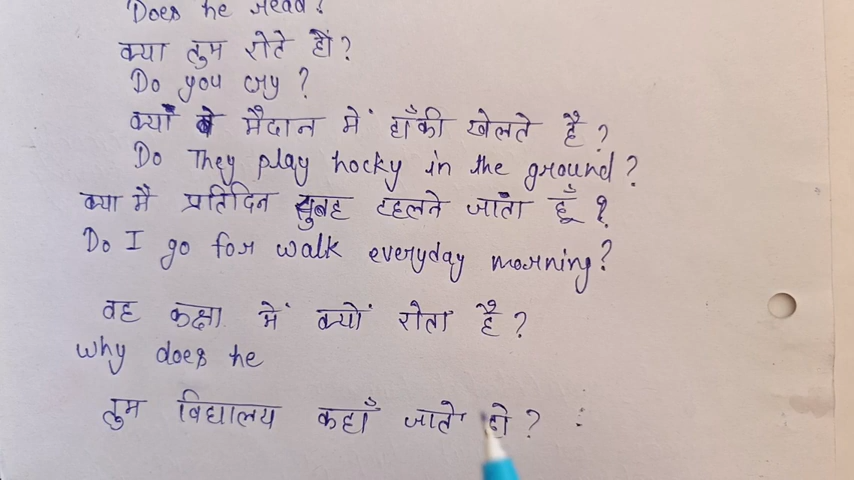 Does he read?
क्या तुम रोते हो?
Do you cry?
क्या वे मैदान में हॉकी खेलते है?
Do They play hocky in the ground?
क्या मै प्रतिदिन सुबह टहलने जाता हूँ?
Do I go for walk everyday morning?
वह कक्षा में क्यों रोता है?
why does he
तुम विद्यालय कहाँ जाते हो?